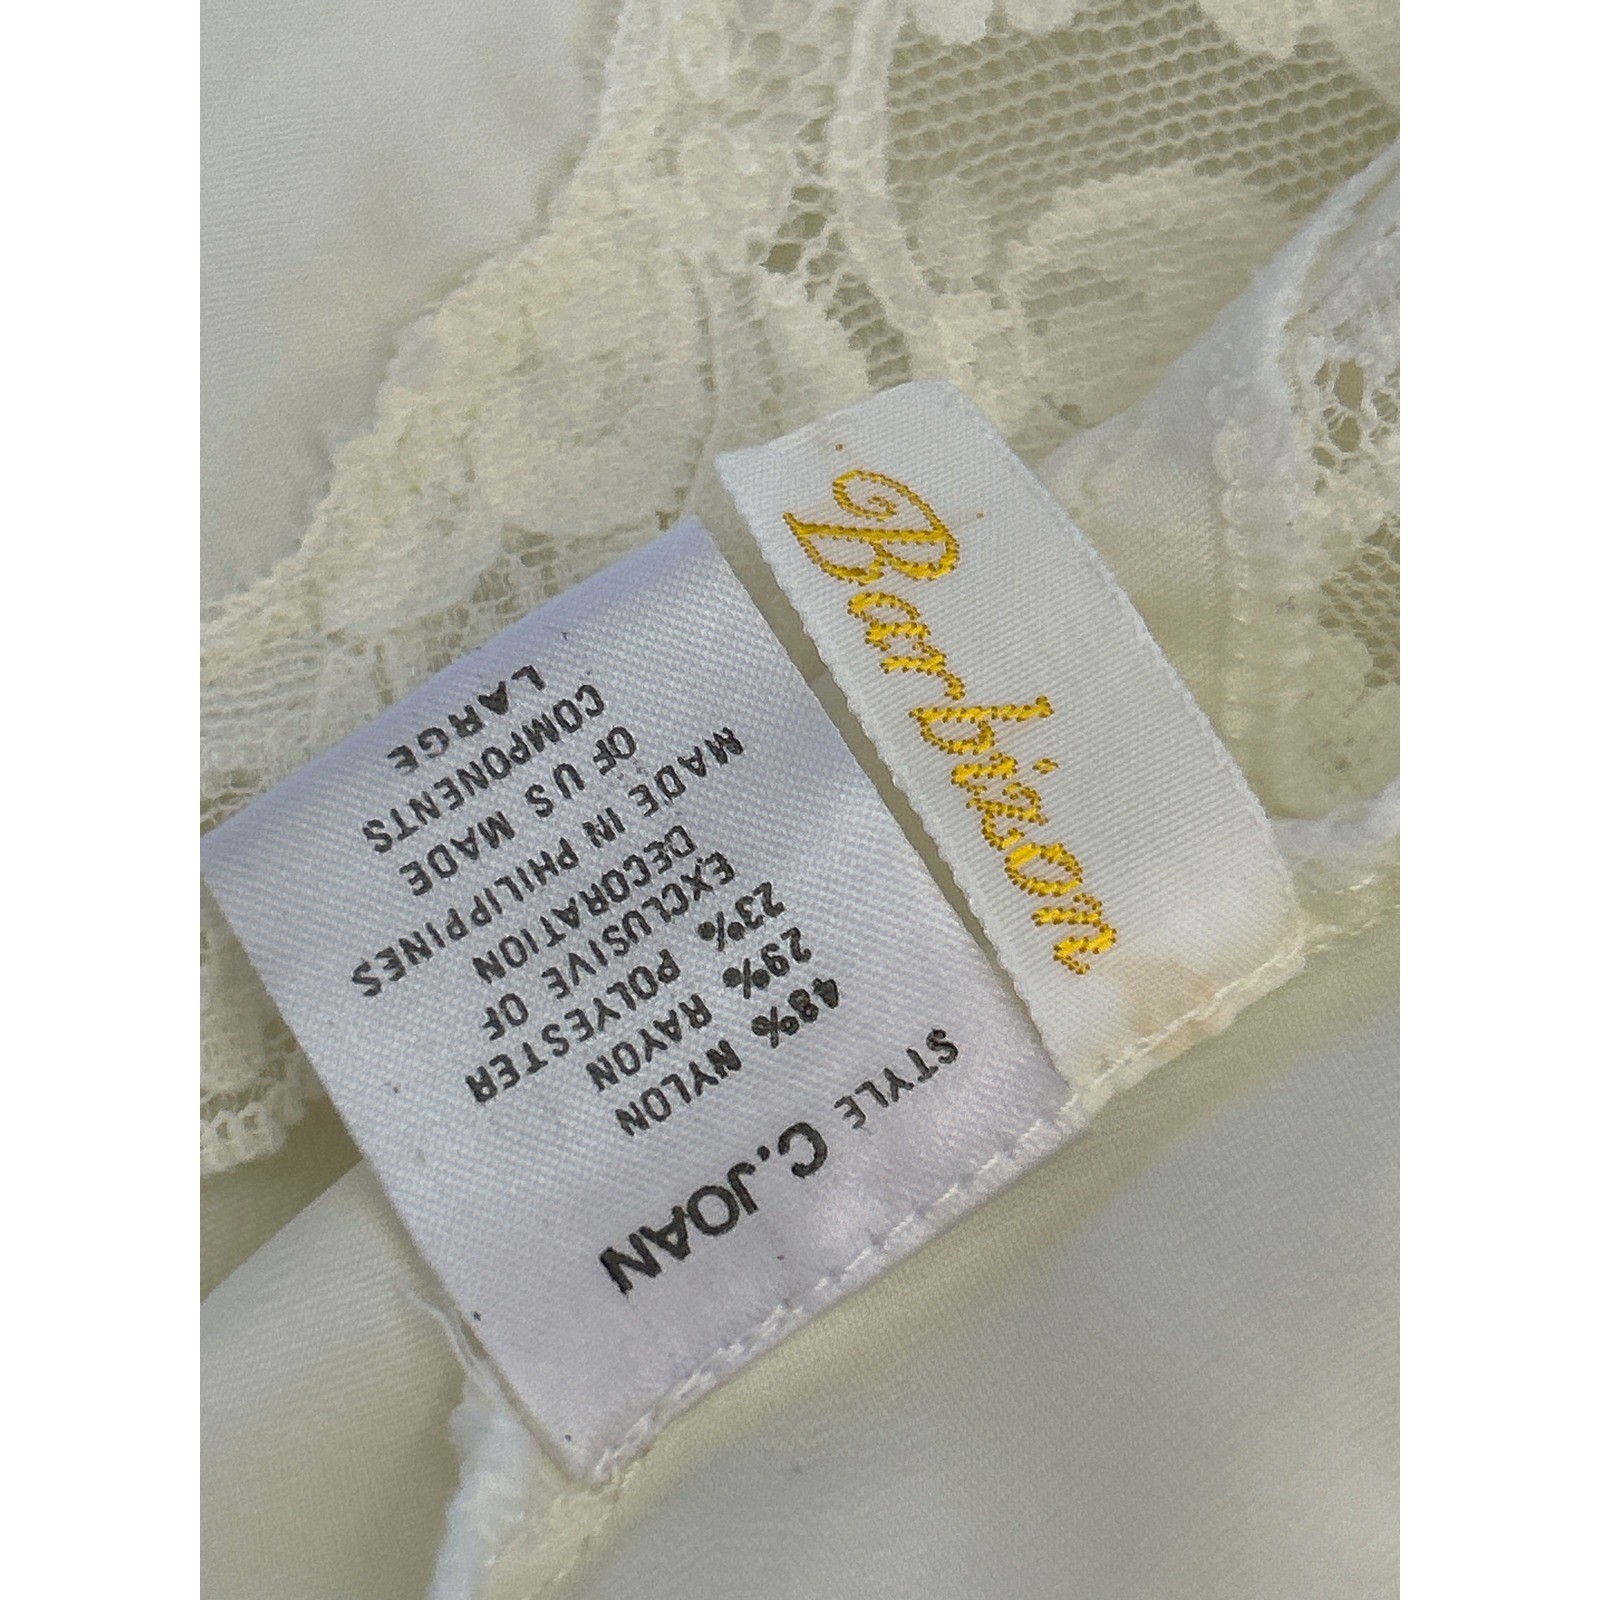 Barbizon
STYLE C.JOAN
48% NYLON
29% RAYON
23% POLYESTER
EXCLUSIVE OF
DECORATION
MADE IN PHILIPPINES
OF US MADE
COMPONENTS
LARGE